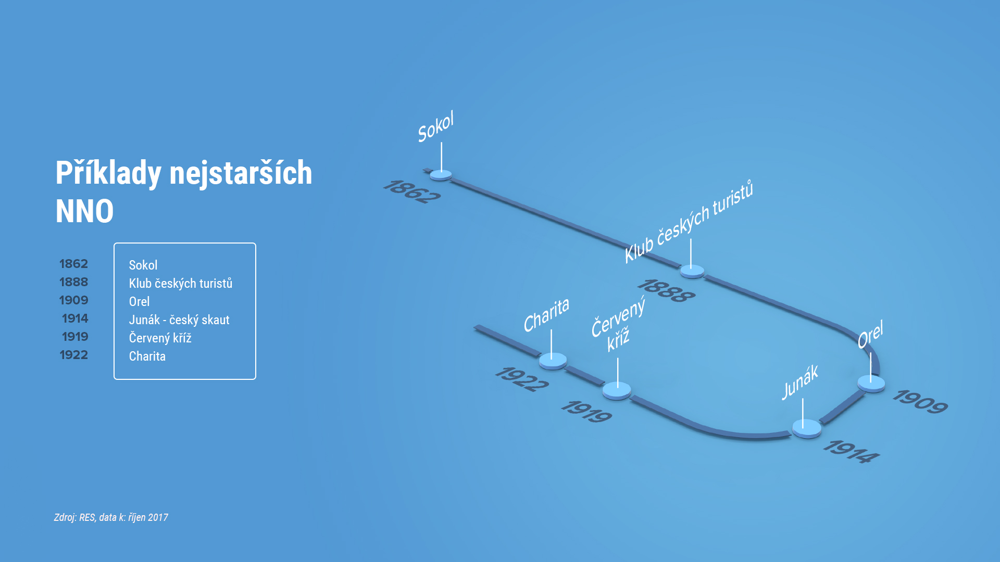 Příklady nejstarších
NNO
1862 Sokol
1888 Klub českých turistů
1909 Orel
1914 Junák - český skaut
1919 Červený kříž
1922 Charita
Zdroj: RES, data k: říjen 2017
Sokol
1862
Klub českých turistů
1888
Orel
1909
Junák
1914
Červený
kříž
1919
Charita
1922